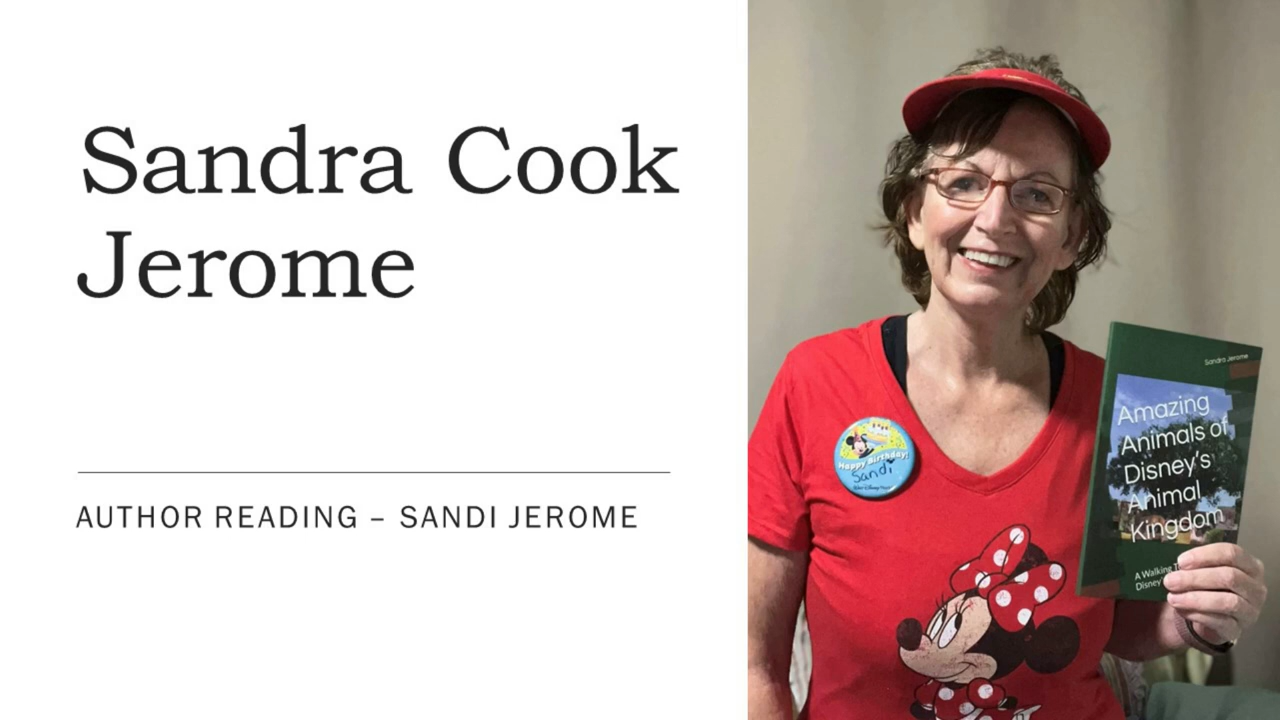 Sandra Cook
Jerome
AUTHOR READING – SANDI JEROME
Happy Birthday!
Sandi
Sandra Jerome
Amazing
Animals of
Disney's
Animal
Kingdom
A Walking
Disney'